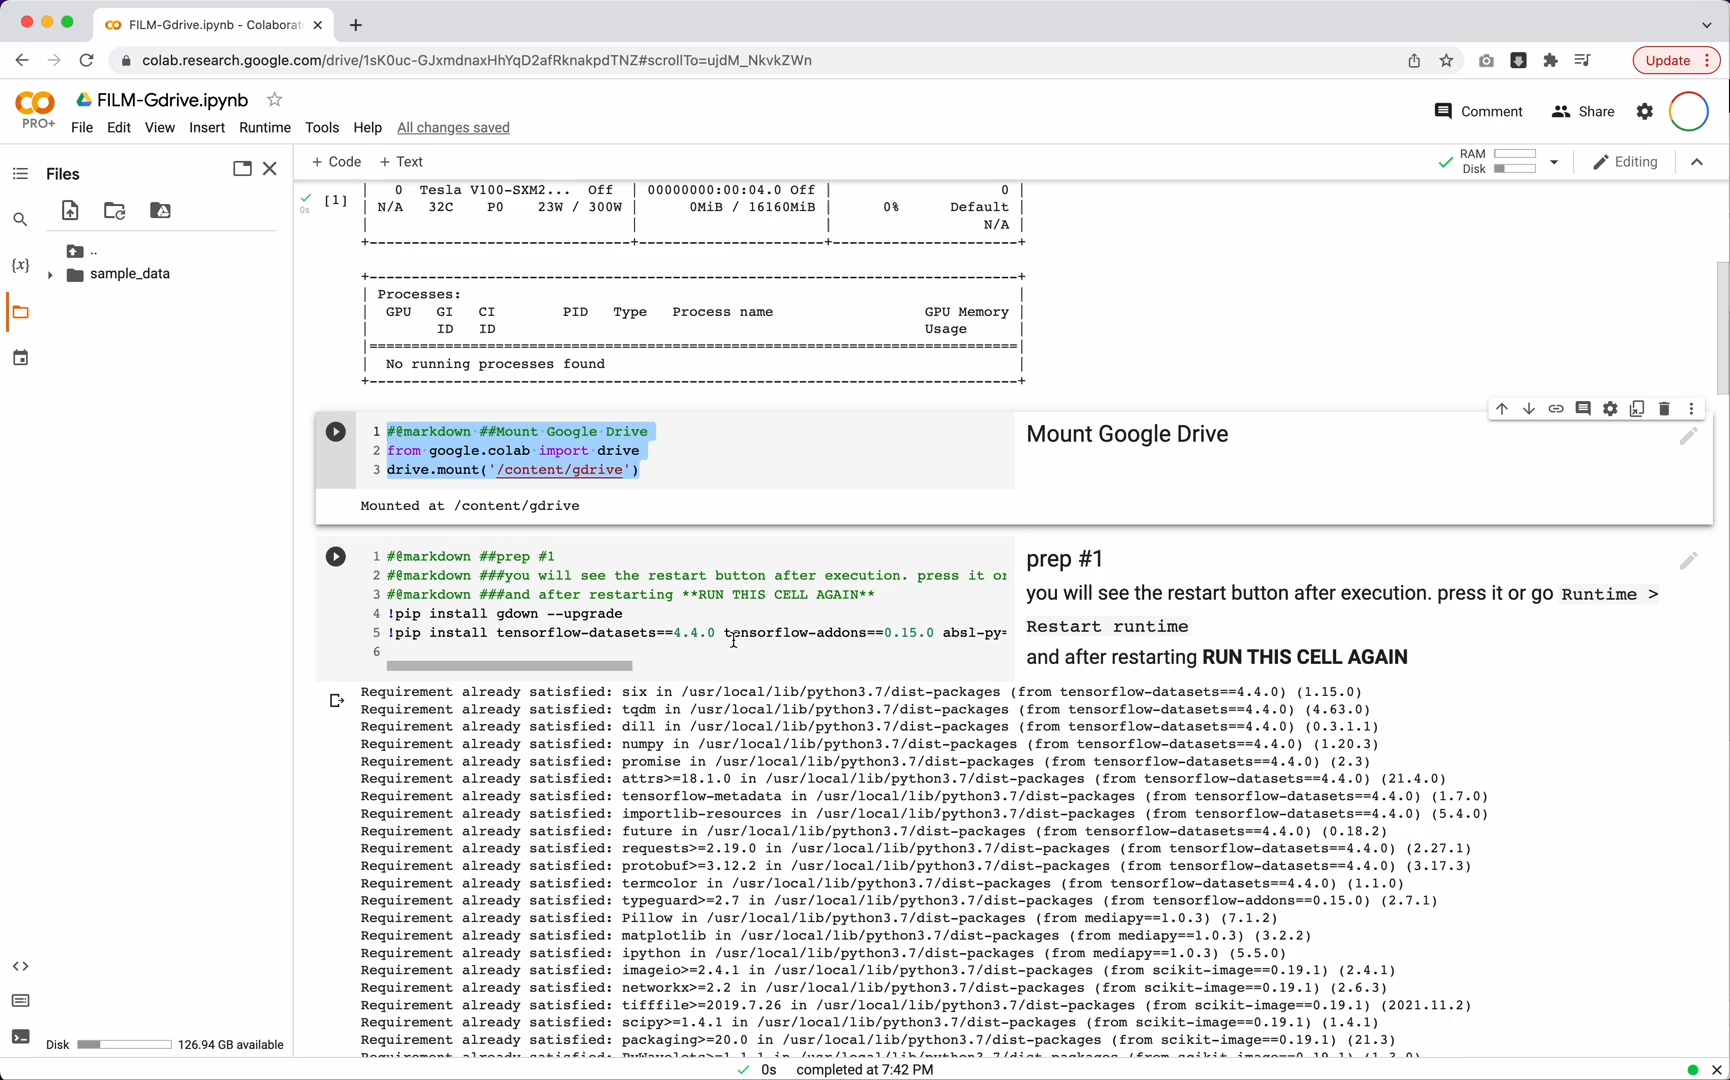 FILM-Gdrive.ipynb - Colaborat
colab.research.google.com/drive/1sK0uc-GJxmdnaxHhYqD2afRknakpdTNZ#scrollTo=ujdM_NkvkZWn
Update
PRO+
FILM-Gdrive.ipynb
File Edit View Insert Runtime Tools Help All changes saved
Comment Share
Files
+ Code + Text
RAM
Disk
Editing
..
sample_data
{x}
[1]
0s
| 0 Tesla V100-SXM2... Off | 00000000:00:04.0 Off | 0 |
| N/A 32C P0 23W / 300W | 0MiB / 16160MiB | 0% Default |
| | | N/A |
+-------------------------------+----------------------+----------------------+
+-----------------------------------------------------------------------------+
| Processes: |
| GPU GI CI PID Type Process name GPU Memory |
| ID ID Usage |
|=============================================================================|
| No running processes found |
+-----------------------------------------------------------------------------+
1 #@markdown ##Mount Google Drive
2 from google.colab import drive
3 drive.mount('/content/gdrive')
Mount Google Drive
Mounted at /content/gdrive
1 #@markdown ##prep #1
2 #@markdown ###you will see the restart button after execution. press it or
3 #@markdown ###and after restarting **RUN THIS CELL AGAIN**
4 !pip install gdown --upgrade
5 !pip install tensorflow-datasets==4.4.0 tensorflow-addons==0.15.0 absl-py=
6
prep #1
you will see the restart button after execution. press it or go Runtime >
Restart runtime
and after restarting RUN THIS CELL AGAIN
Requirement already satisfied: six in /usr/local/lib/python3.7/dist-packages (from tensorflow-datasets==4.4.0) (1.15.0)
Requirement already satisfied: tqdm in /usr/local/lib/python3.7/dist-packages (from tensorflow-datasets==4.4.0) (4.63.0)
Requirement already satisfied: dill in /usr/local/lib/python3.7/dist-packages (from tensorflow-datasets==4.4.0) (0.3.1.1)
Requirement already satisfied: numpy in /usr/local/lib/python3.7/dist-packages (from tensorflow-datasets==4.4.0) (1.20.3)
Requirement already satisfied: promise in /usr/local/lib/python3.7/dist-packages (from tensorflow-datasets==4.4.0) (2.3)
Requirement already satisfied: attrs>=18.1.0 in /usr/local/lib/python3.7/dist-packages (from tensorflow-datasets==4.4.0) (21.4.0)
Requirement already satisfied: tensorflow-metadata in /usr/local/lib/python3.7/dist-packages (from tensorflow-datasets==4.4.0) (1.7.0)
Requirement already satisfied: importlib-resources in /usr/local/lib/python3.7/dist-packages (from tensorflow-datasets==4.4.0) (5.4.0)
Requirement already satisfied: future in /usr/local/lib/python3.7/dist-packages (from tensorflow-datasets==4.4.0) (0.18.2)
Requirement already satisfied: requests>=2.19.0 in /usr/local/lib/python3.7/dist-packages (from tensorflow-datasets==4.4.0) (2.27.1)
Requirement already satisfied: protobuf>=3.12.2 in /usr/local/lib/python3.7/dist-packages (from tensorflow-datasets==4.4.0) (3.17.3)
Requirement already satisfied: termcolor in /usr/local/lib/python3.7/dist-packages (from tensorflow-datasets==4.4.0) (1.1.0)
Requirement already satisfied: typeguard>=2.7 in /usr/local/lib/python3.7/dist-packages (from tensorflow-addons==0.15.0) (2.7.1)
Requirement already satisfied: Pillow in /usr/local/lib/python3.7/dist-packages (from mediapy==1.0.3) (7.1.2)
Requirement already satisfied: matplotlib in /usr/local/lib/python3.7/dist-packages (from mediapy==1.0.3) (3.2.2)
Requirement already satisfied: ipython in /usr/local/lib/python3.7/dist-packages (from mediapy==1.0.3) (5.5.0)
Requirement already satisfied: imageio>=2.4.1 in /usr/local/lib/python3.7/dist-packages (from scikit-image==0.19.1) (2.4.1)
Requirement already satisfied: networkx>=2.2 in /usr/local/lib/python3.7/dist-packages (from scikit-image==0.19.1) (2.6.3)
Requirement already satisfied: tifffile>=2019.7.26 in /usr/local/lib/python3.7/dist-packages (from scikit-image==0.19.1) (2021.11.2)
Requirement already satisfied: scipy>=1.4.1 in /usr/local/lib/python3.7/dist-packages (from scikit-image==0.19.1) (1.4.1)
Requirement already satisfied: packaging>=20.0 in /usr/local/lib/python3.7/dist-packages (from scikit-image==0.19.1) (21.3)
Disk 126.94 GB available
0s completed at 7:42 PM